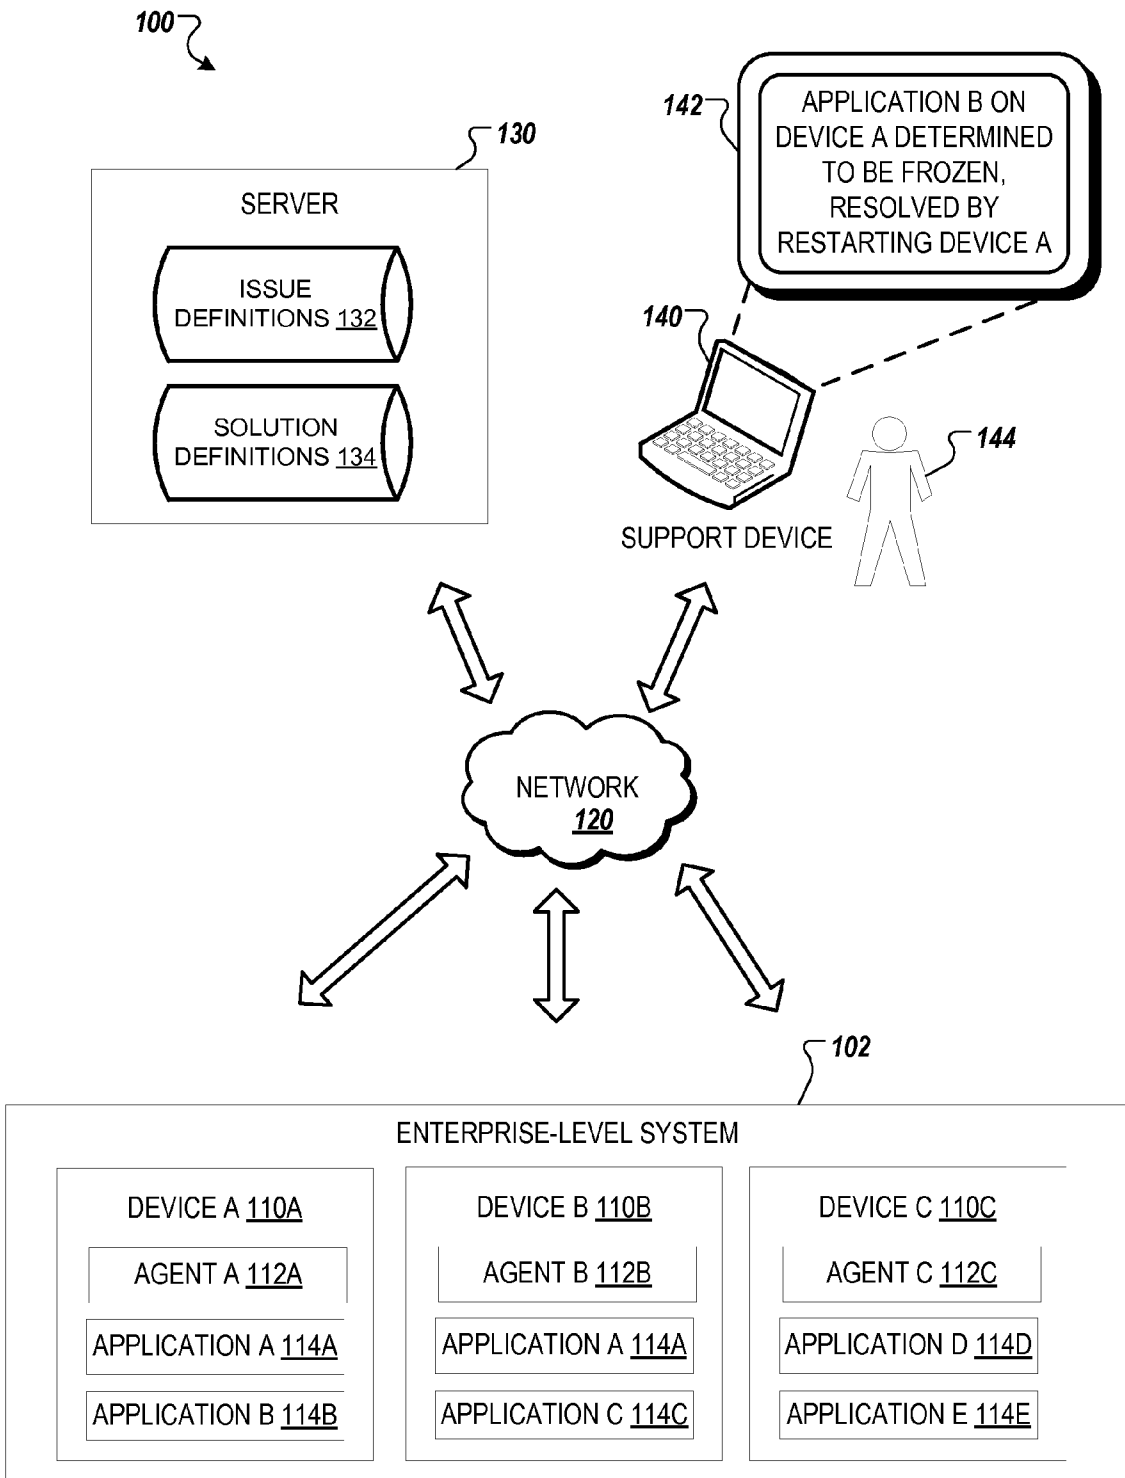 100
130
SERVER
ISSUE
DEFINITIONS 132
SOLUTION
DEFINITIONS 134
142
APPLICATION B ON
DEVICE A DETERMINED
TO BE FROZEN,
RESOLVED BY
RESTARTING DEVICE A
140
144
SUPPORT DEVICE
NETWORK
120
102
ENTERPRISE-LEVEL SYSTEM
DEVICE A 110A
AGENT A 112A
APPLICATION A 114A
APPLICATION B 114B
DEVICE B 110B
AGENT B 112B
APPLICATION A 114A
APPLICATION C 114C
DEVICE C 110C
AGENT C 112C
APPLICATION D 114D
APPLICATION E 114E